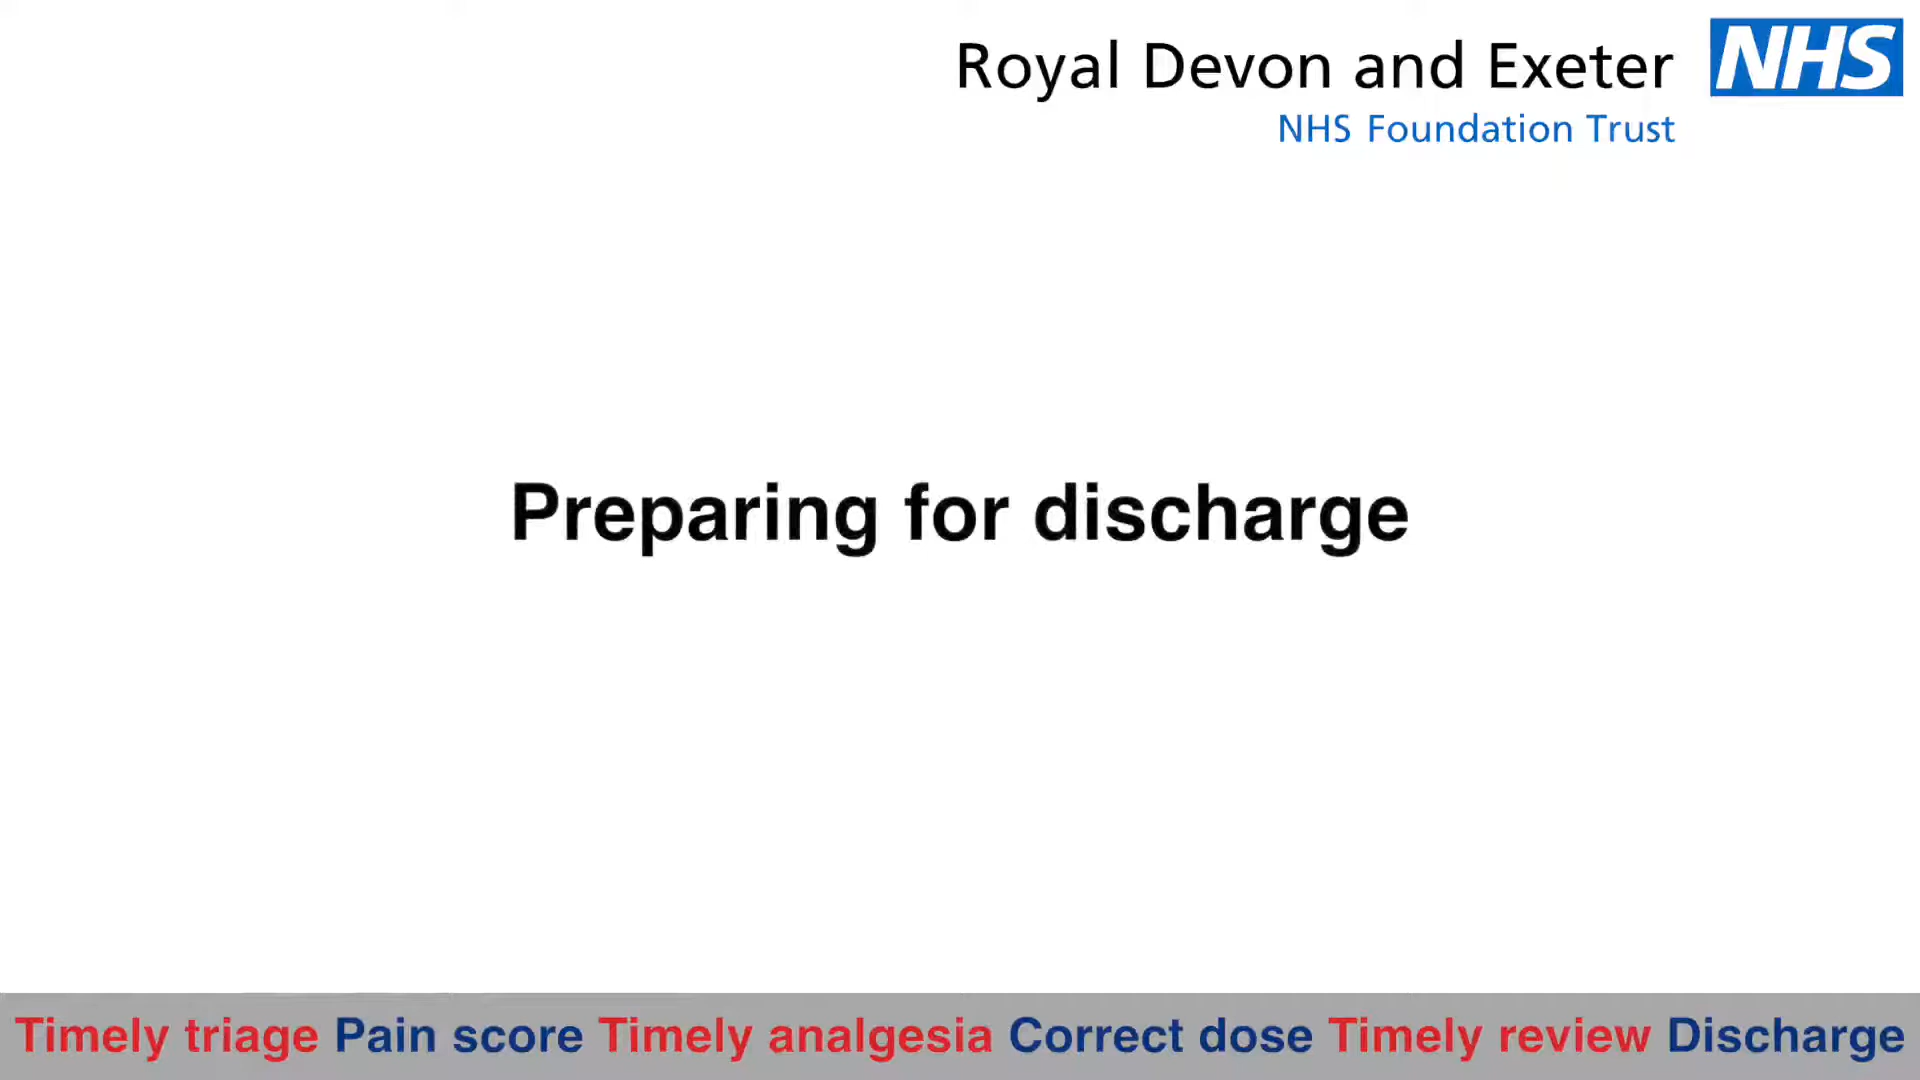 Royal Devon and Exeter NHS
NHS Foundation Trust
Preparing for discharge
Timely triage Pain score Timely analgesia Correct dose Timely review Discharge